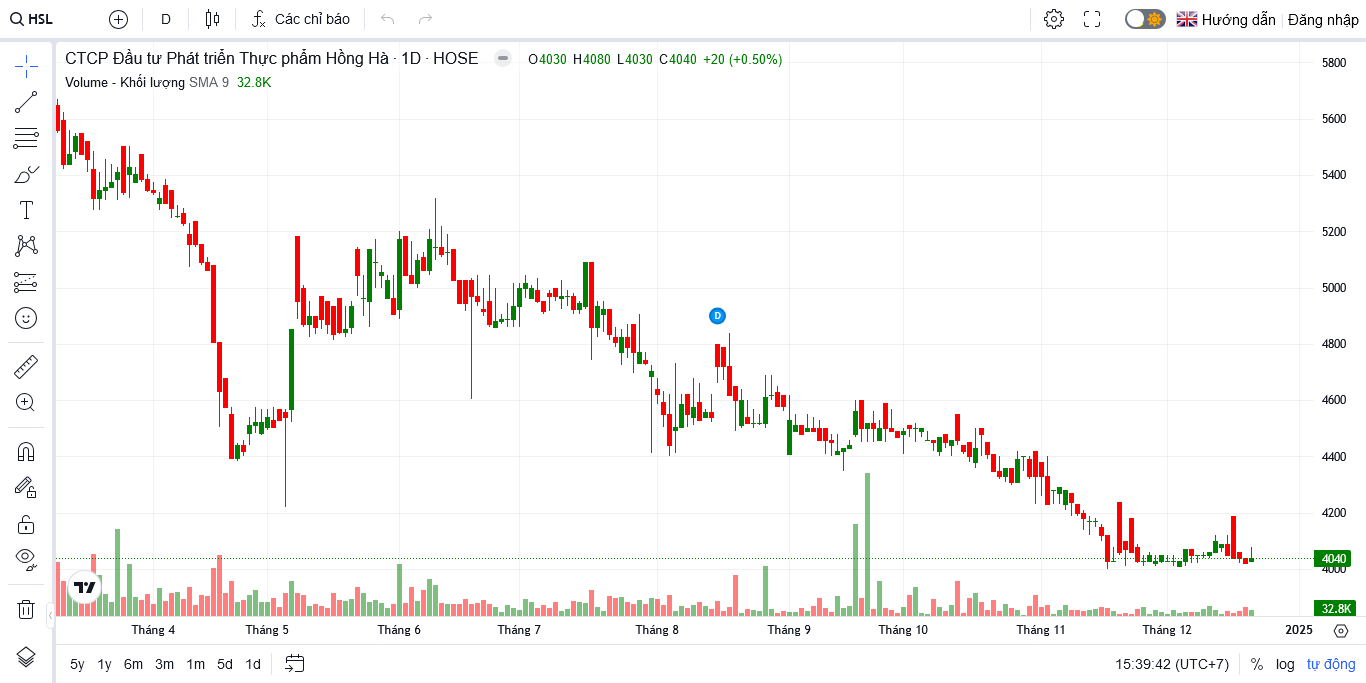 HSL D Các chỉ báo Hướng dẫn Đăng nhập
CTCP Đầu tư Phát triển Thực phẩm Hồng Hà · 1D · HOSE O4030 H4080 L4030 C4040 +20 (+0.50%)
Volume - Khối lượng SMA 9 32.8K
5800
5600
5400
5200
5000
D
4800
4600
4400
4200
4040
4000
32.8K
Tháng 4 Tháng 5 Tháng 6 Tháng 7 Tháng 8 Tháng 9 Tháng 10 Tháng 11 Tháng 12 2025
5y 1y 6m 3m 1m 5d 1d 15:39:42 (UTC+7) % log tự động